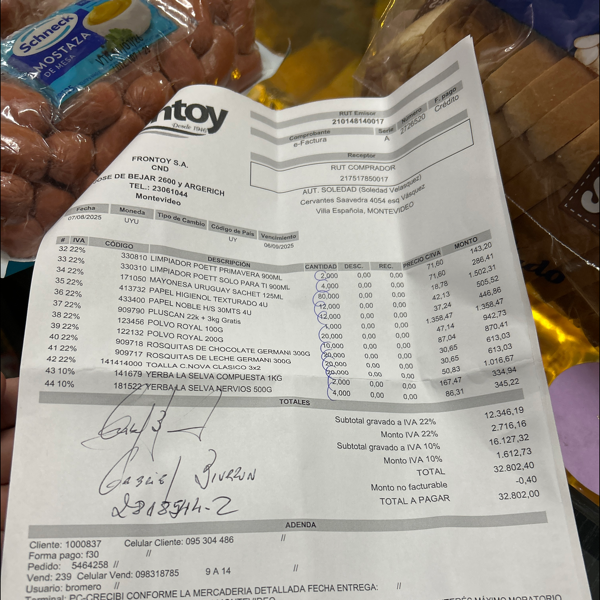 Schneck
MOSTAZA
DE MESA
ntoy
Desde 1946
RUT Emisor
210148140017
Comprobante Serie Número F. pago
e-Factura A 2726520 Crédito
Receptor
RUT COMPRADOR
217517850017
AUT. SOLEDAD (Soledad Velasquez)
Cervantes Saavedra 4054 esq Vásquez
Villa Española, MONTEVIDEO
FRONTOY S.A.
CND
JOSE DE BEJAR 2600 y ARGERICH
TEL.: 23061044
Montevideo
Fecha Moneda Tipo de Cambio Código de País Vencimiento
07/08/2025 UYU UY 06/09/2025
# IVA CÓDIGO DESCRIPCIÓN CANTIDAD DESC. REC. PRECIO C/IVA MONTO
32 22% 330810 LIMPIADOR POETT PRIMAVERA 900ML 2,000 0,00 0,00 71,60 143,20
33 22% 330310 LIMPIADOR POETT SOLO PARA TI 900ML 4,000 0,00 0,00 71,60 286,41
34 22% 171050 MAYONESA URUGUAY SACHET 125ML 80,000 0,00 0,00 18,78 1.502,31
35 22% 413732 PAPEL HIGIENOL TEXTURADO 4U 12,000 0,00 0,00 42,13 505,52
36 22% 433400 PAPEL NOBLE H/S 30MTS 4U 12,000 0,00 0,00 37,24 446,86
37 22% 909790 PLUSCAN 22k + 3kg Gratis 1,000 0,00 0,00 1.358,47 1.358,47
38 22% 123456 POLVO ROYAL 100G 20,000 0,00 0,00 47,14 942,73
39 22% 122132 POLVO ROYAL 200G 10,000 0,00 0,00 87,04 870,41
40 22% 909718 ROSQUITAS DE CHOCOLATE GERMANI 300G 20,000 0,00 0,00 30,65 613,03
41 22% 909717 ROSQUITAS DE LECHE GERMANI 300G 20,000 0,00 0,00 30,65 613,03
42 22% 141414000 TOALLA C.NOVA CLASICO 3x2 20,000 0,00 0,00 50,83 1.016,67
43 10% 141679 YERBA LA SELVA COMPUESTA 1KG 2,000 0,00 0,00 167,47 334,94
44 10% 181522 YERBA LA SELVA NERVIOS 500G 4,000 0,00 0,00 86,31 345,22
TOTALES
Subtotal gravado a IVA 22% 12.346,19
Monto IVA 22% 2.716,16
Subtotal gravado a IVA 10% 16.127,32
Monto IVA 10% 1.612,73
TOTAL 32.802,40
Monto no facturable -0,40
TOTAL A PAGAR 32.802,00
ADENDA
Cliente: 1000837 Celular Cliente: 095 304 486 //
Forma pago: f30 //
Pedido: 5464258 //
Vend: 239 Celular Vend: 098318785 9 A 14 //
Usuario: bromero //
Terminal: PC-CRECIBI CONFORME LA MERCADERIA DETALLADA FECHA ENTREGA: //
MÁXIMO MORATORIO